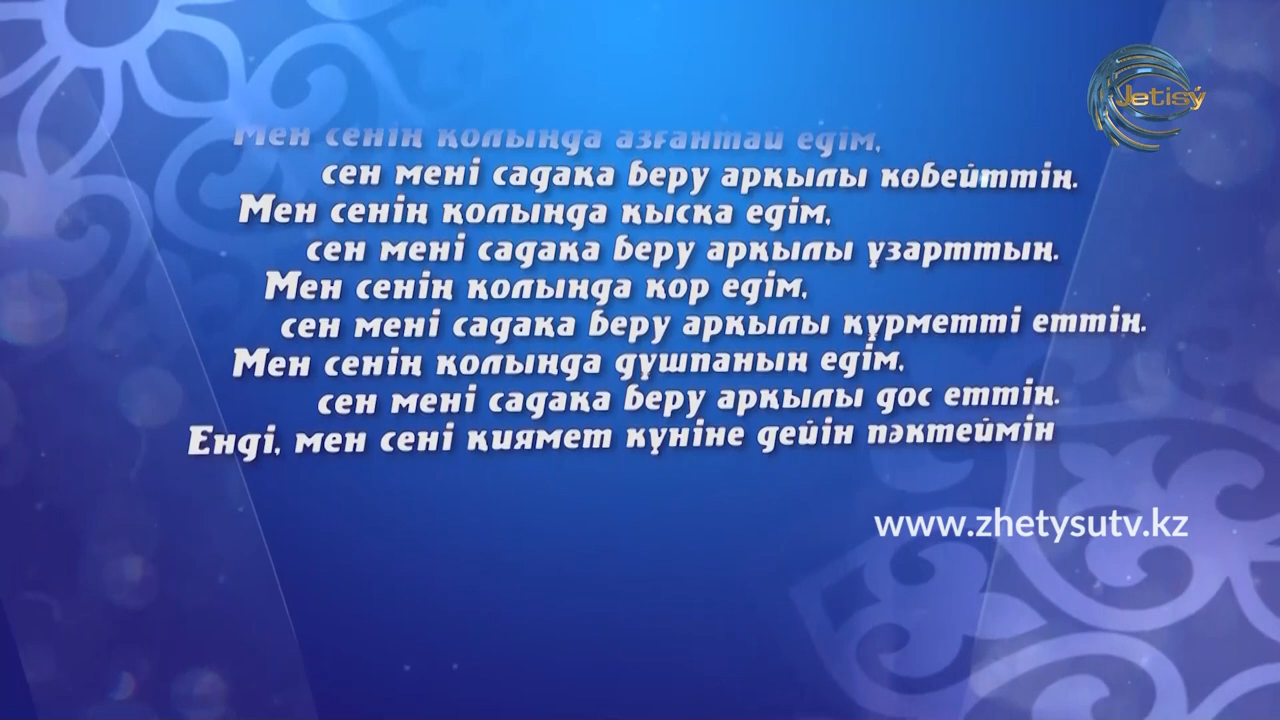 Jetisý
Мен сенің қолыңда азғантай едім,
сен мені садақа беру арқылы көбейттің.
Мен сенің қолыңда қысқа едім,
сен мені садақа беру арқылы ұзарттың.
Мен сенің қолыңда қор едім,
сен мені садақа беру арқылы құрметті еттің.
Мен сенің қолыңда дұшпаның едім,
сен мені садақа беру арқылы дос еттің.
Енді, мен сені қиямет күніне дейін пәктеймін
www.zhetysutv.kz